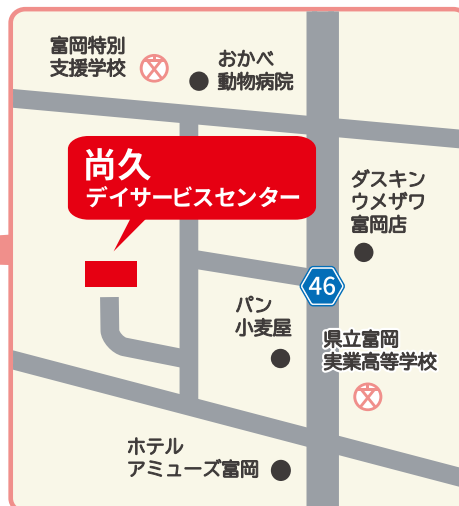 富岡特別
支援学校
おかべ
動物病院
尚久
デイサービスセンター
ダスキン
ウメザワ
富岡店
46
パン
小麦屋
県立富岡
実業高等学校
ホテル
アミューズ富岡